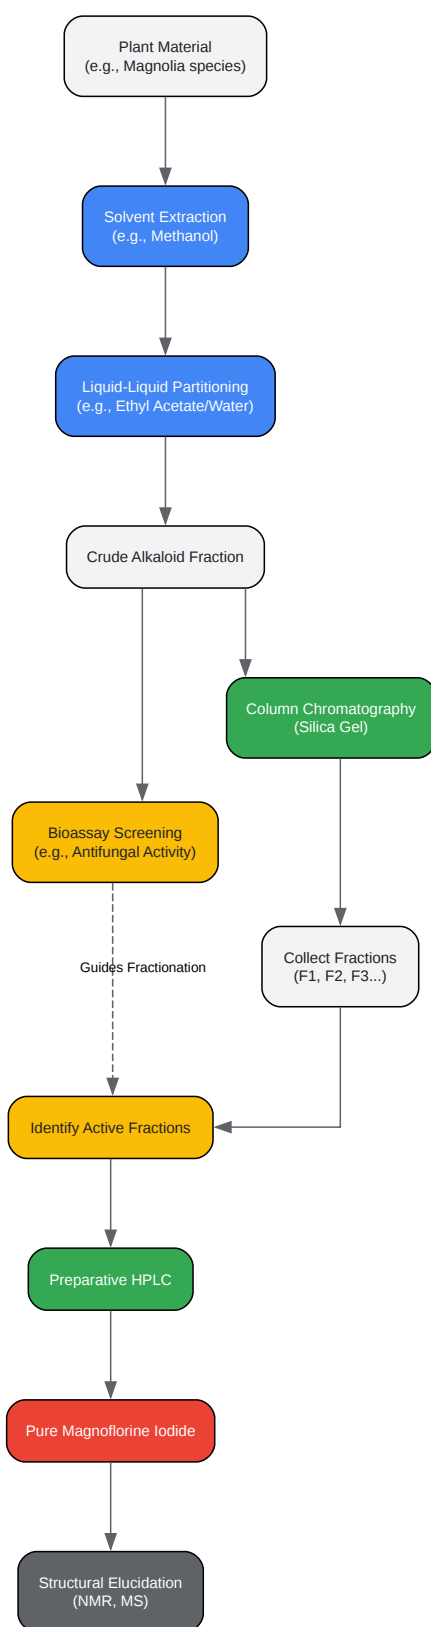 Plant Material
(e.g., Magnolia species)
Solvent Extraction
(e.g., Methanol)
Liquid-Liquid Partitioning
(e.g., Ethyl Acetate/Water)
Crude Alkaloid Fraction
Column Chromatography
(Silica Gel)
Bioassay Screening
(e.g., Antifungal Activity)
Collect Fractions
(F1, F2, F3...)
Guides Fractionation
Identify Active Fractions
Preparative HPLC
Pure Magnoflorine Iodide
Structural Elucidation
(NMR, MS)